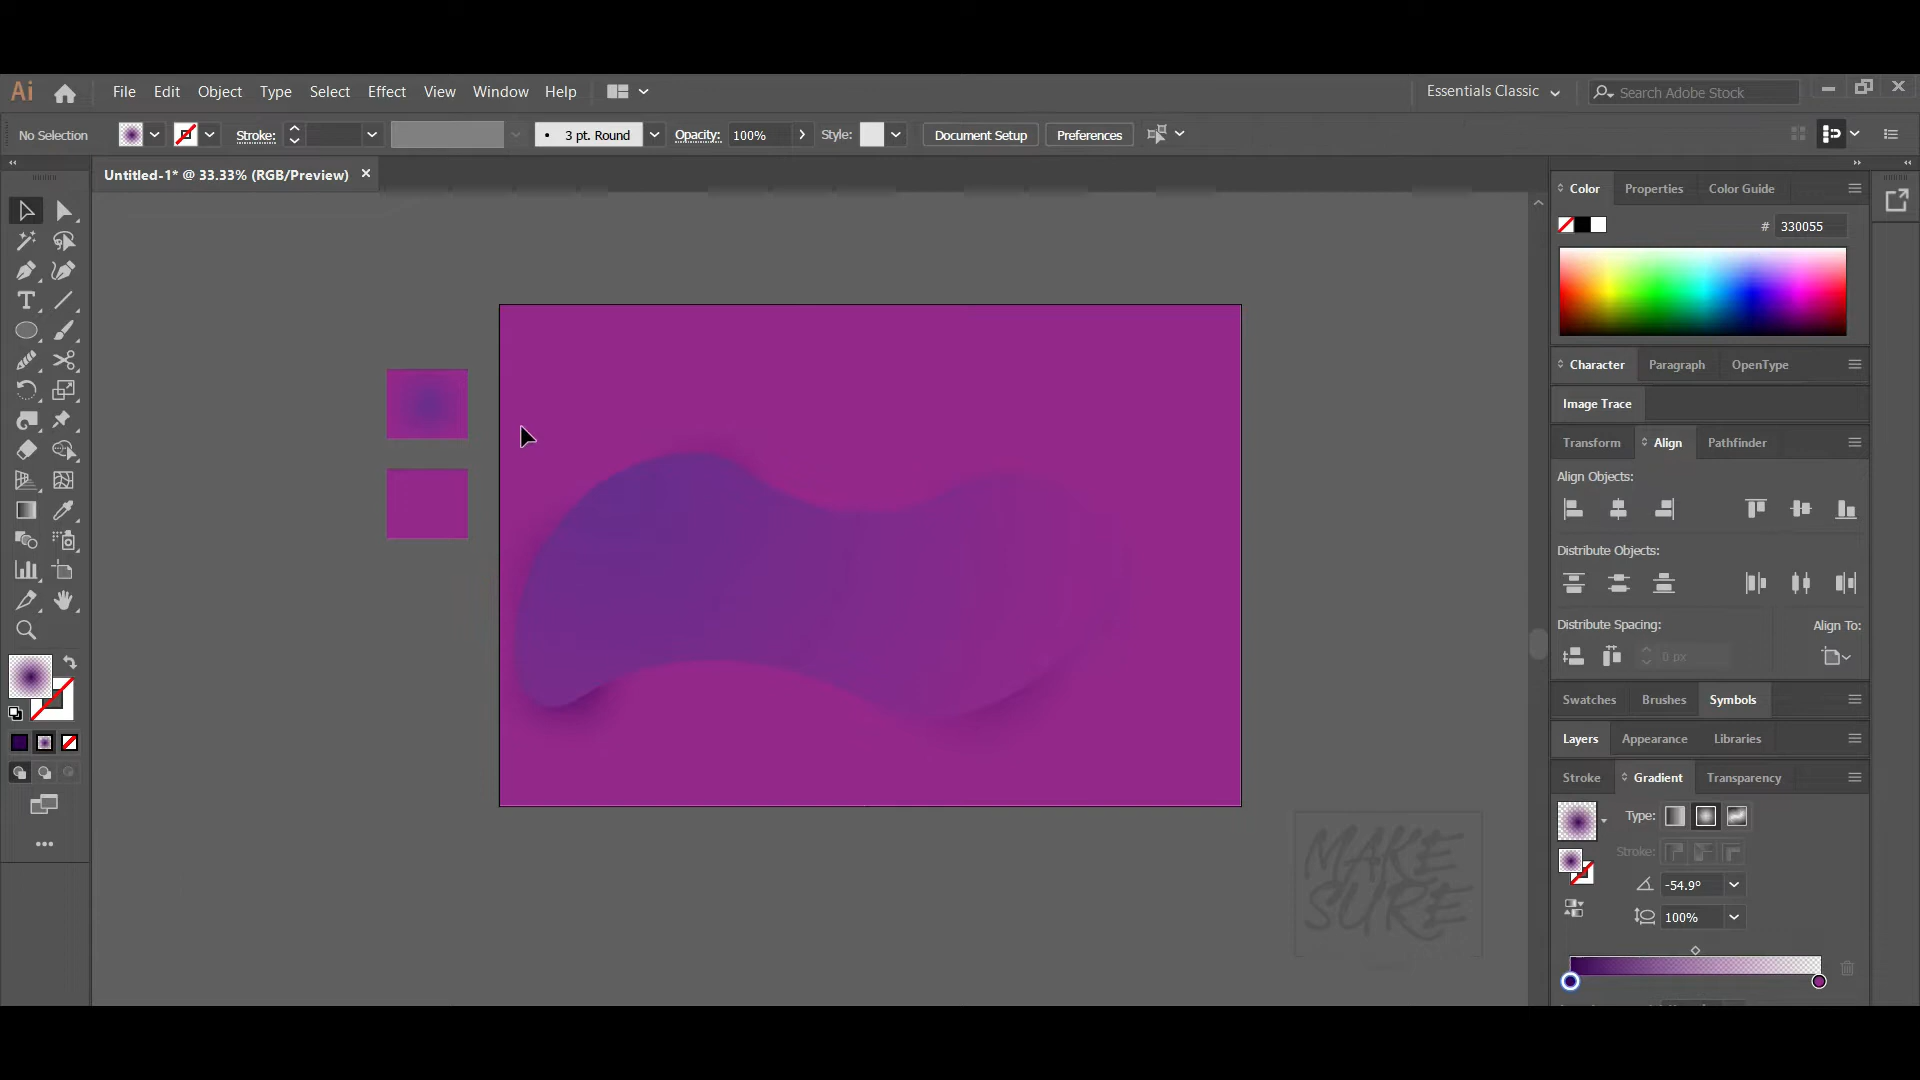 Ai File Edit Object Type Select Effect View Window Help Essentials Classic Search Adobe Stock
No Selection Stroke: 3 pt. Round Opacity: 100% Style: Document Setup Preferences
Untitled-1* @ 33.33% (RGB/Preview)
Color Properties Color Guide
# 330055
Character Paragraph OpenType
Image Trace
Transform Align Pathfinder
Align Objects:
Distribute Objects:
Distribute Spacing: Align To:
0 px
Swatches Brushes Symbols
Layers Appearance Libraries
Stroke Gradient Transparency
Type:
Stroke:
-54.9°
100%
MAKE
SURE